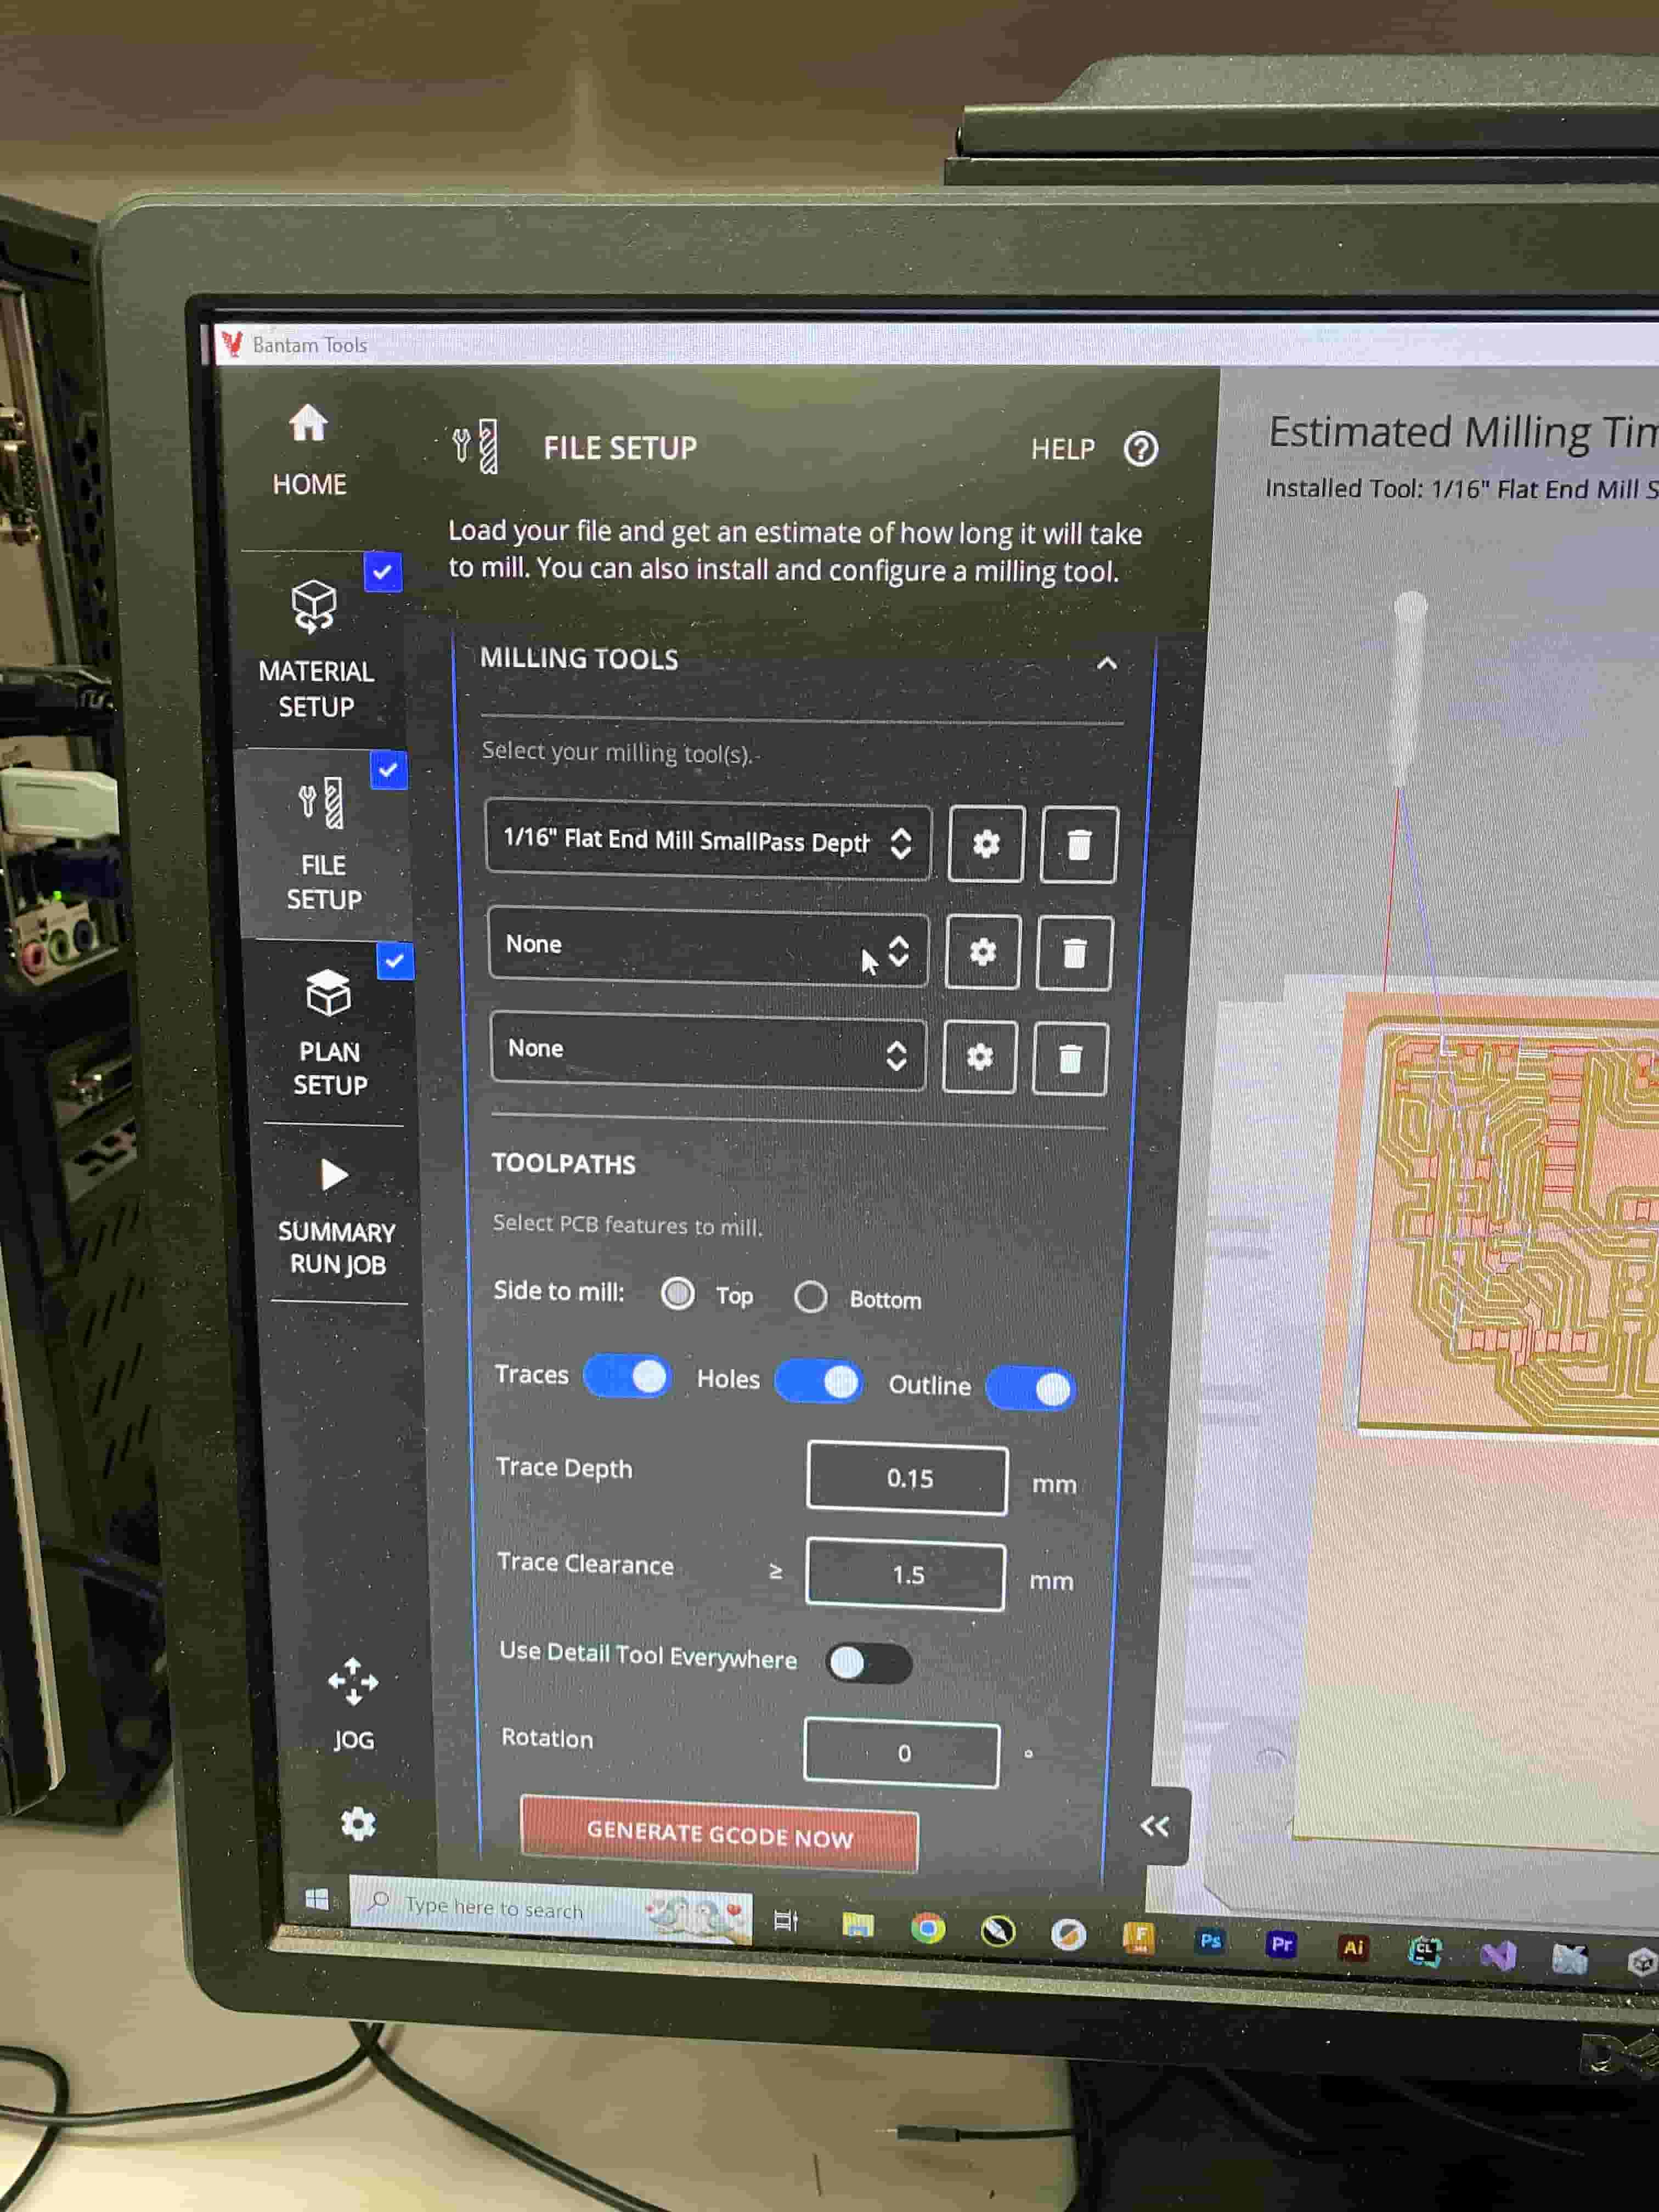 Bantam Tools
HOME
MATERIAL
SETUP
FILE
SETUP
PLAN
SETUP
SUMMARY
RUN JOB
JOG
FILE SETUP
HELP
Load your file and get an estimate of how long it will take
to mill. You can also install and configure a milling tool.
MILLING TOOLS
Select your milling tool(s).
1/16" Flat End Mill SmallPass Depth
None
None
TOOLPATHS
Select PCB features to mill.
Side to mill: Top Bottom
Traces Holes Outline
Trace Depth 0.15 mm
Trace Clearance ≥ 1.5 mm
Use Detail Tool Everywhere
Rotation 0 °
GENERATE GCODE NOW
Estimated Milling Tim
Installed Tool: 1/16" Flat End Mill S
Type here to search
F
Ps
Pr
Ai
CL